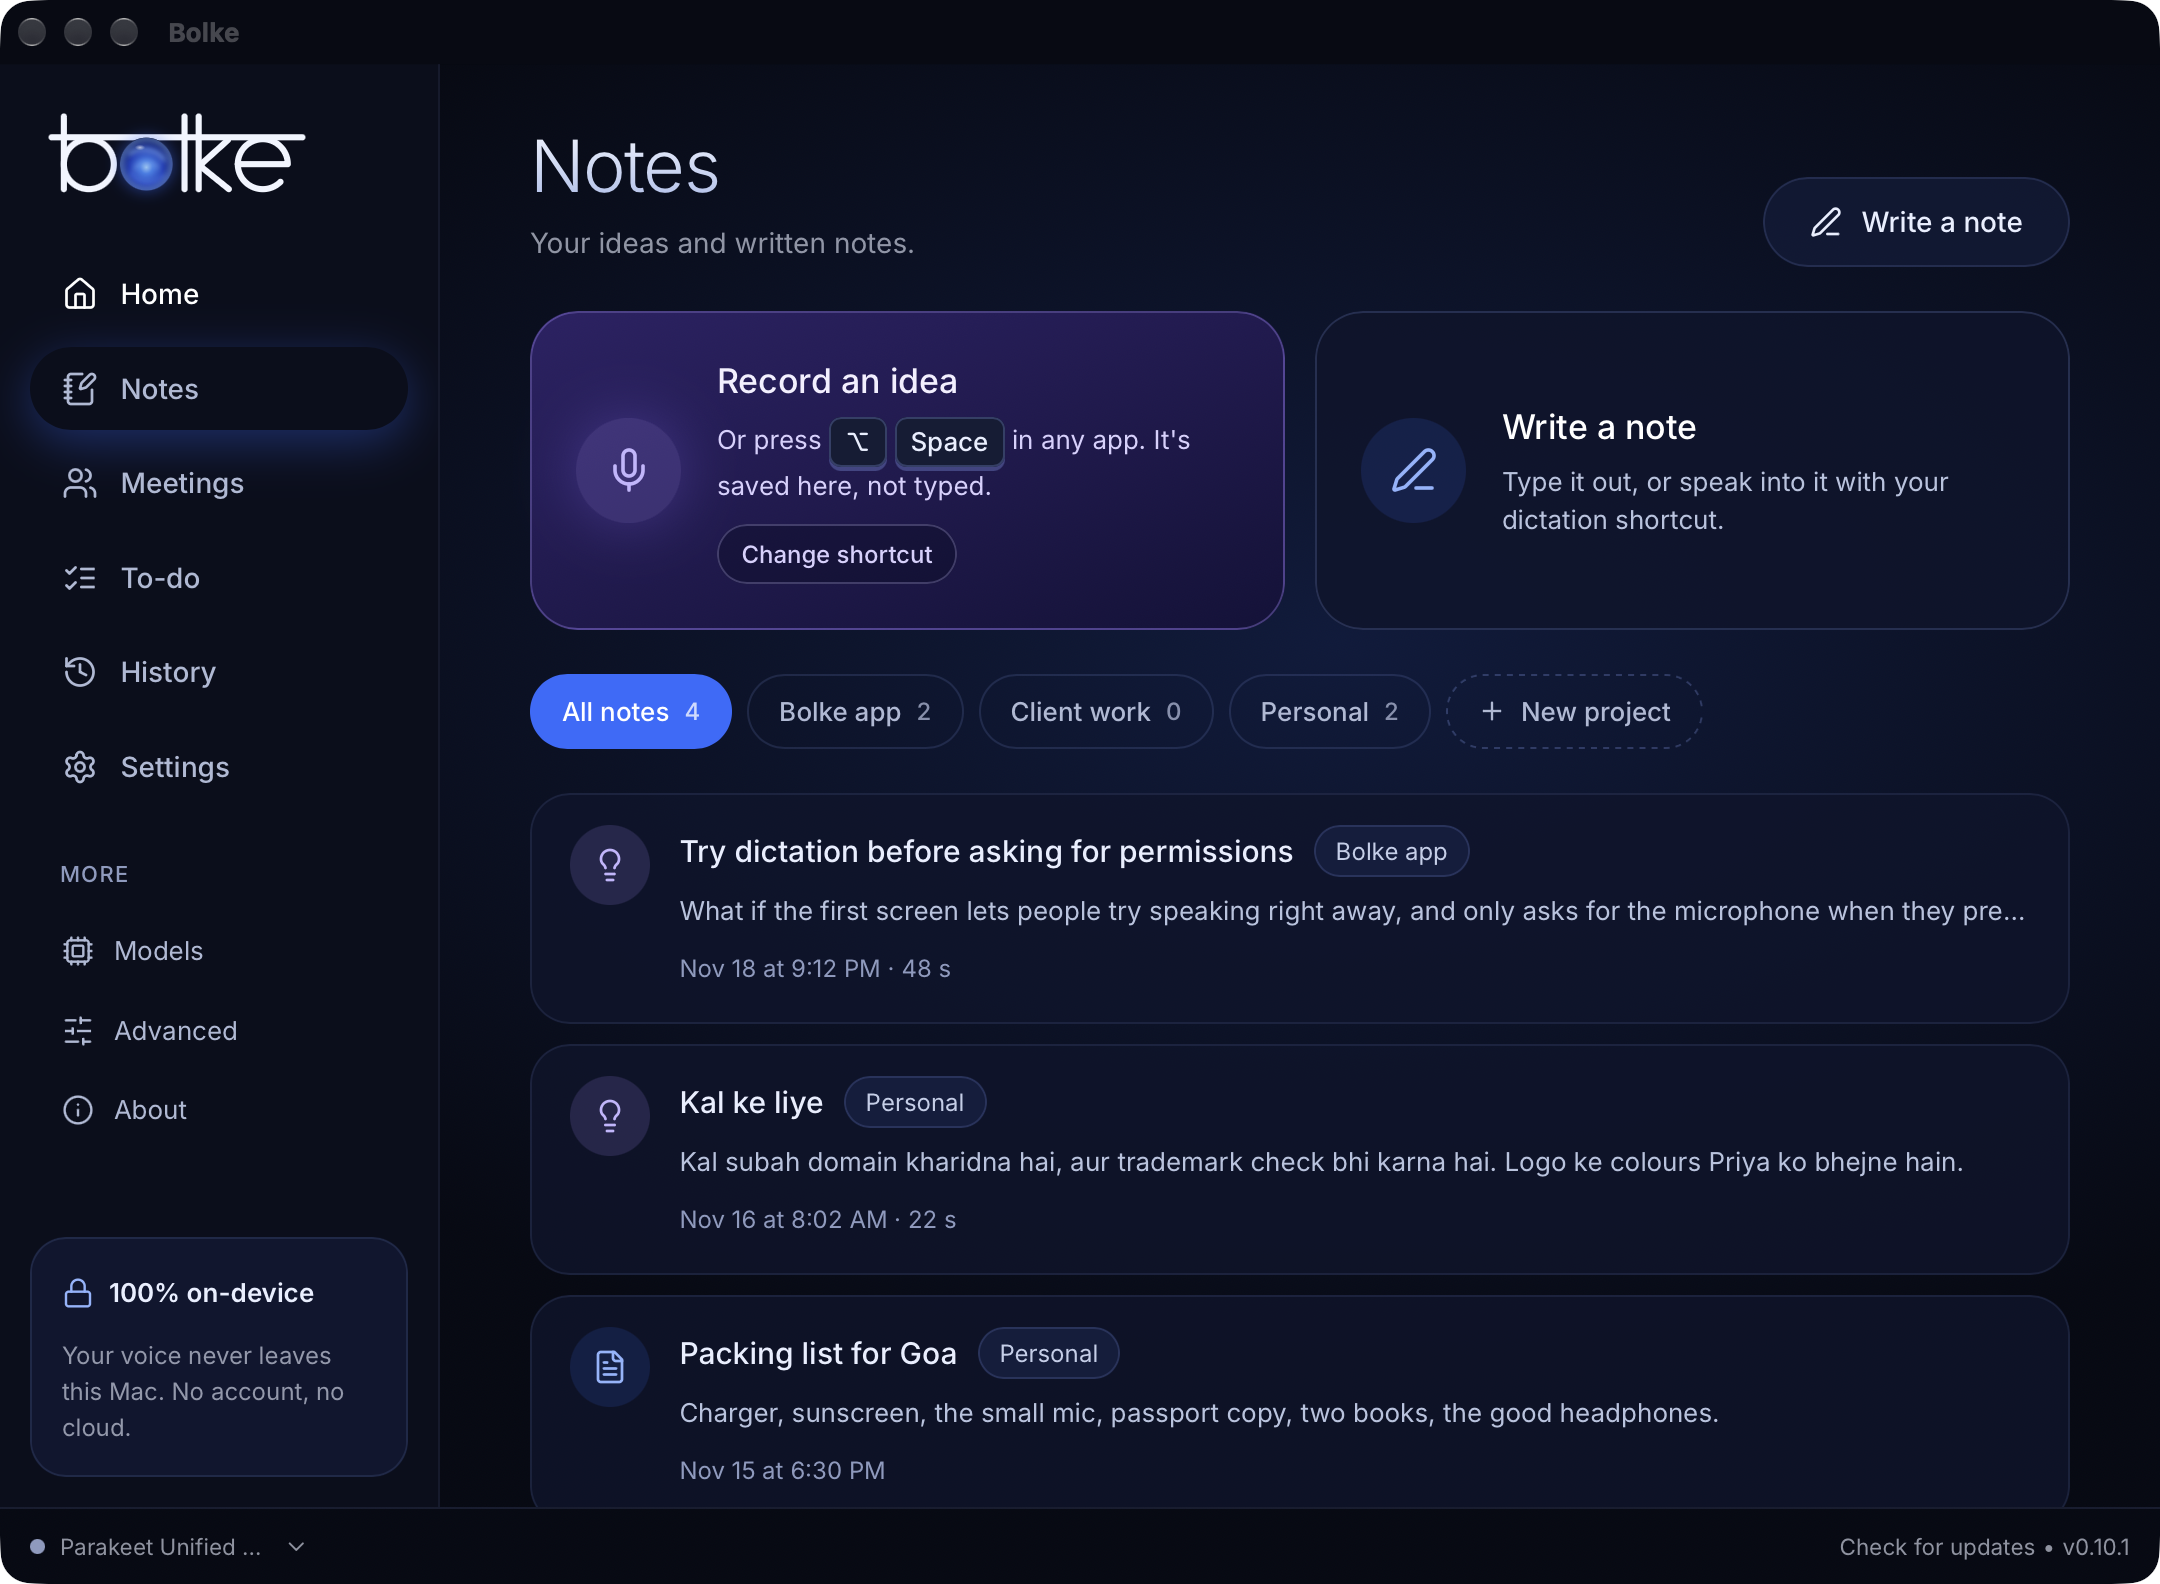 Bolke
bolke
Home
Notes
Meetings
To-do
History
Settings
MORE
Models
Advanced
About
100% on-device
Your voice never leaves
this Mac. No account, no
cloud.
Notes
Your ideas and written notes.
Write a note
Record an idea
Or press ⌥ Space in any app. It's
saved here, not typed.
Change shortcut
Write a note
Type it out, or speak into it with your
dictation shortcut.
All notes 4
Bolke app 2
Client work 0
Personal 2
+ New project
Try dictation before asking for permissions Bolke app
What if the first screen lets people try speaking right away, and only asks for the microphone when they pre...
Nov 18 at 9:12 PM · 48 s
Kal ke liye Personal
Kal subah domain kharidna hai, aur trademark check bhi karna hai. Logo ke colours Priya ko bhejne hain.
Nov 16 at 8:02 AM · 22 s
Packing list for Goa Personal
Charger, sunscreen, the small mic, passport copy, two books, the good headphones.
Nov 15 at 6:30 PM
Parakeet Unified ...
Check for updates • v0.10.1